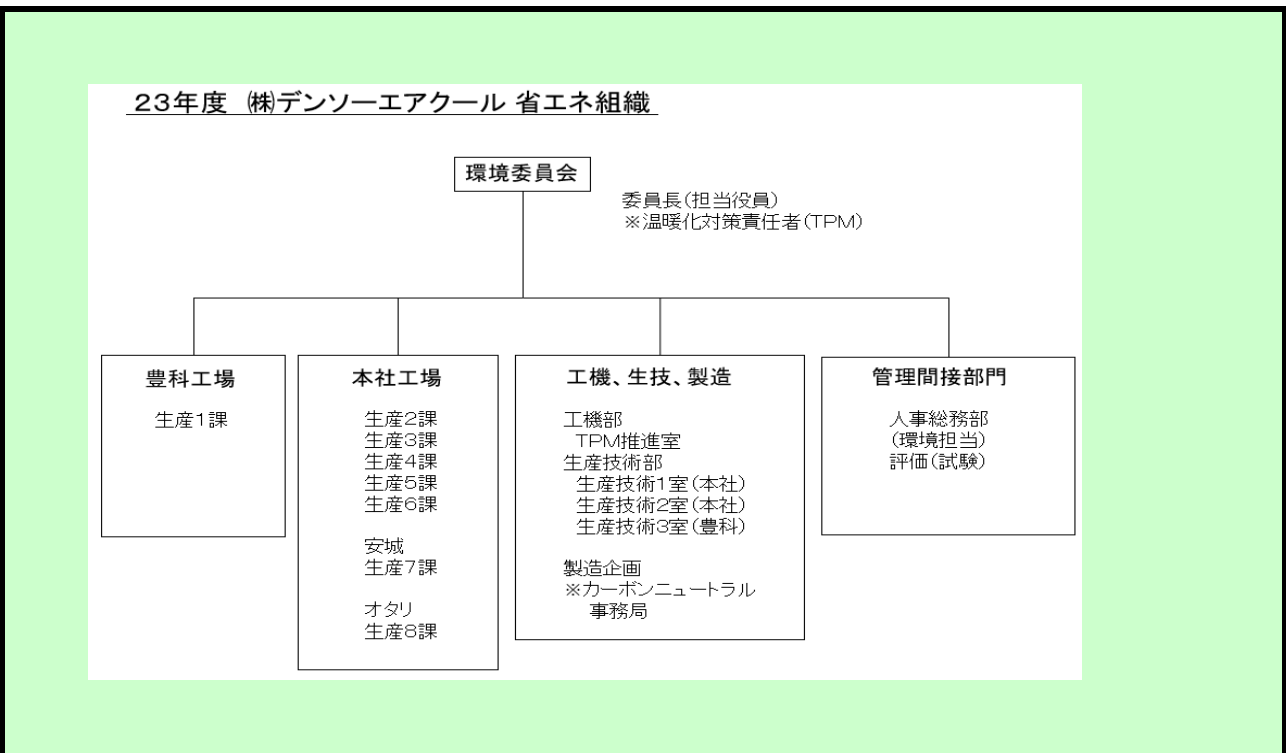 23年度 ㈱デンソーエアクール 省エネ組織
環境委員会
委員長(担当役員)
※温暖化対策責任者(TPM)
豊科工場
生産1課
本社工場
生産2課
生産3課
生産4課
生産5課
生産6課
安城
生産7課
オタリ
生産8課
工機、生技、製造
工機部
TPM推進室
生産技術部
生産技術1室(本社)
生産技術2室(本社)
生産技術3室(豊科)
製造企画
※カーボンニュートラル
事務局
管理間接部門
人事総務部
(環境担当)
評価(試験)